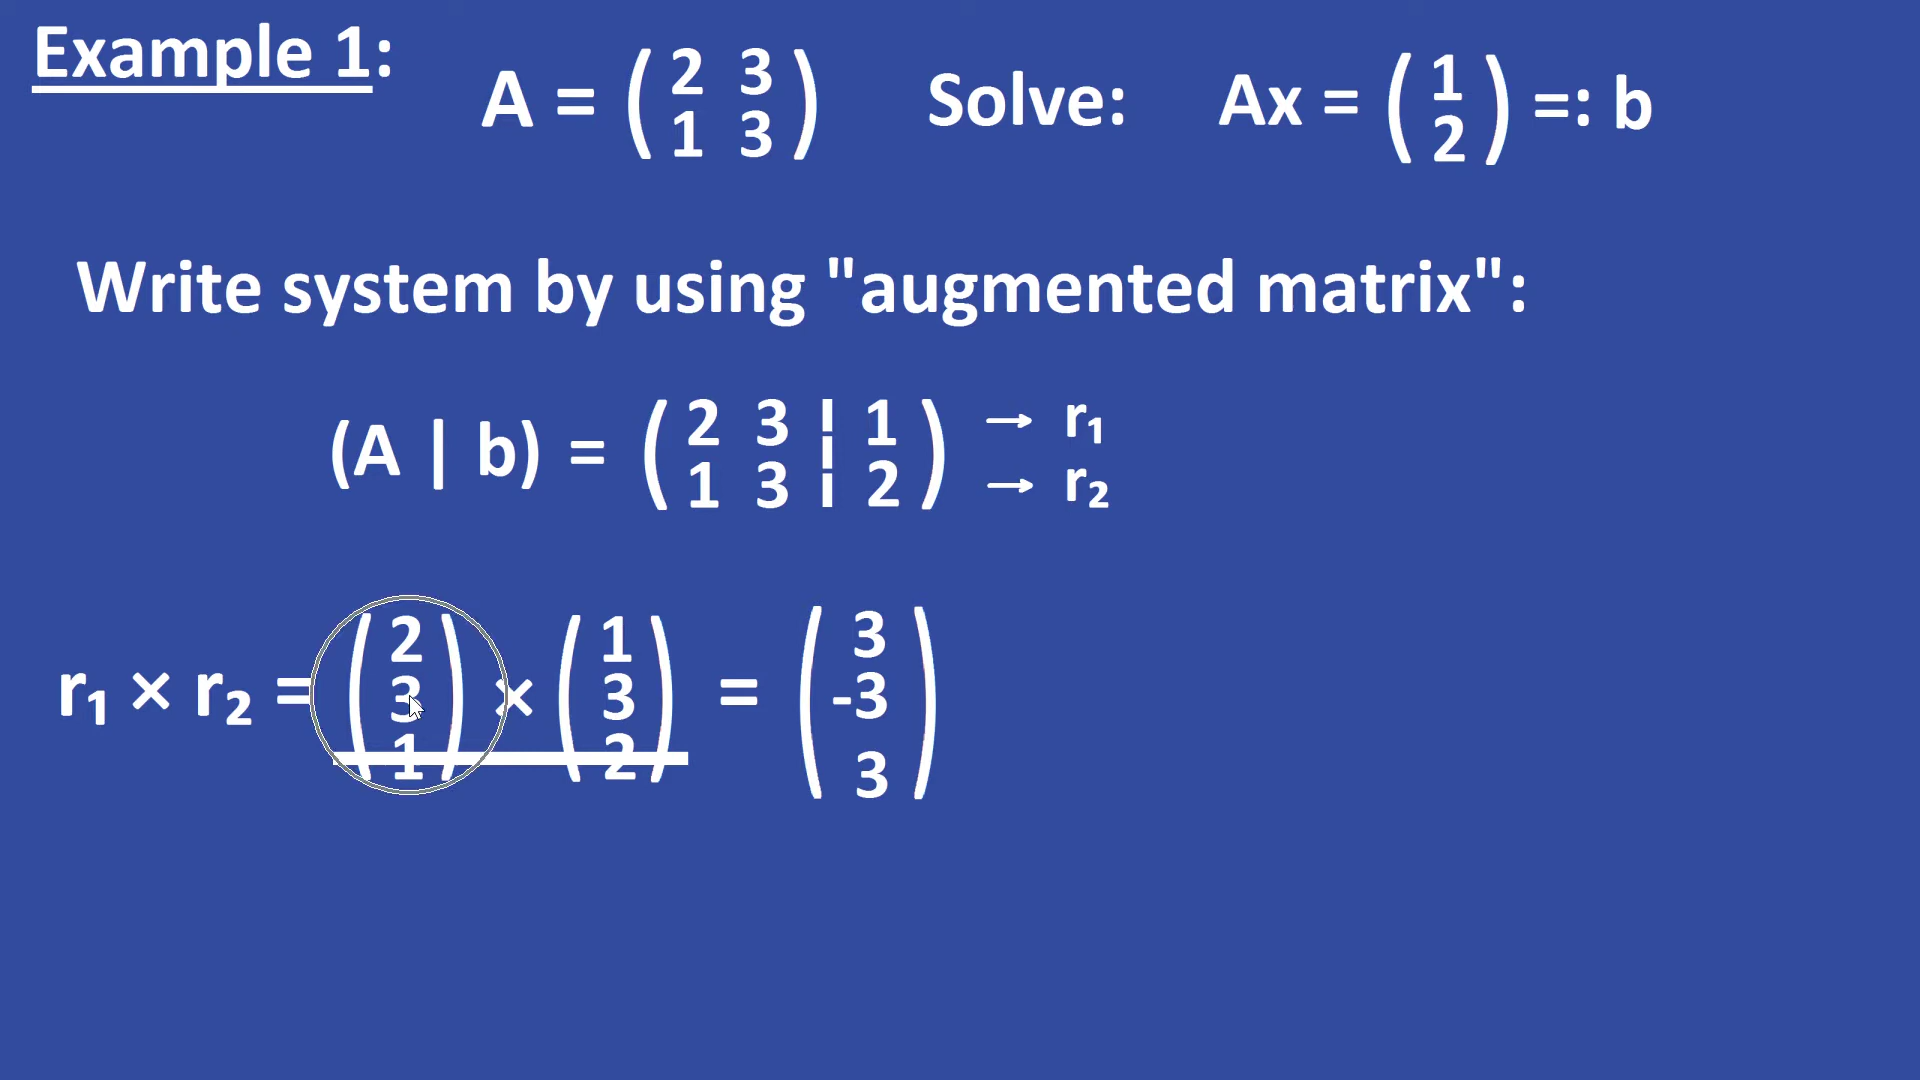 Example 1:
A = ( 2 3 ) Solve: Ax = ( 1 ) =: b
1 3 2
Write system by using "augmented matrix":
(A | b) = ( 2 3 ¦ 1 ) → r₁
1 3 ¦ 2 → r₂
r₁ × r₂ = ( 2 ) × ( 1 ) = ( 3 )
3 3 -3
1 2 3